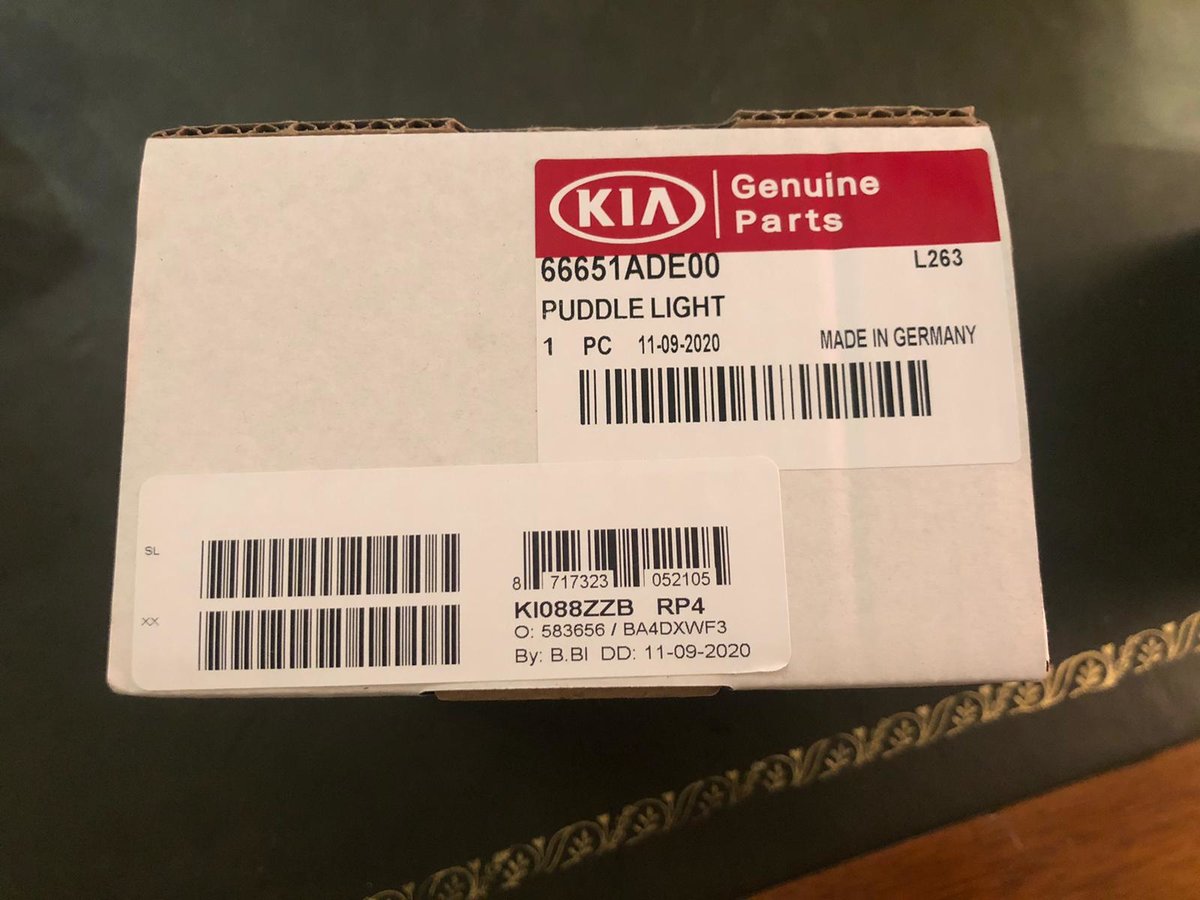 KIA
Genuine
Parts
66651ADE00 L263
PUDDLE LIGHT
1 PC 11-09-2020 MADE IN GERMANY
SL
XX
8 717323 052105
KI088ZZB RP4
O: 583656 / BA4DXWF3
By: B.BI DD: 11-09-2020